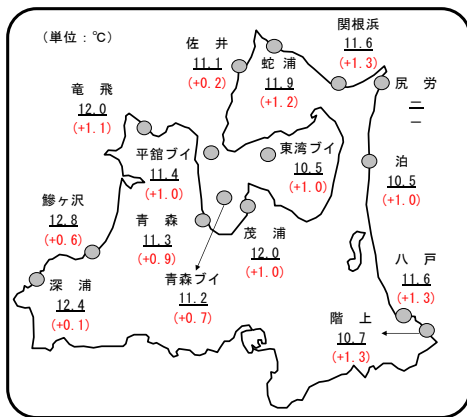 (単位：℃)
佐 井
11.1
(+0.2)
蛇 浦
11.9
(+1.2)
関根浜
11.6
(+1.3)
尻 労
―
―
竜 飛
12.0
(+1.1)
平舘ブイ
11.4
(+1.0)
東湾ブイ
10.5
(+1.0)
泊
10.5
(+1.0)
鰺ヶ沢
12.8
(+0.6)
青 森
11.3
(+0.9)
茂 浦
12.0
(+1.0)
青森ブイ
11.2
(+0.7)
深 浦
12.4
(+0.1)
八 戸
11.6
(+1.3)
階 上
10.7
(+1.3)